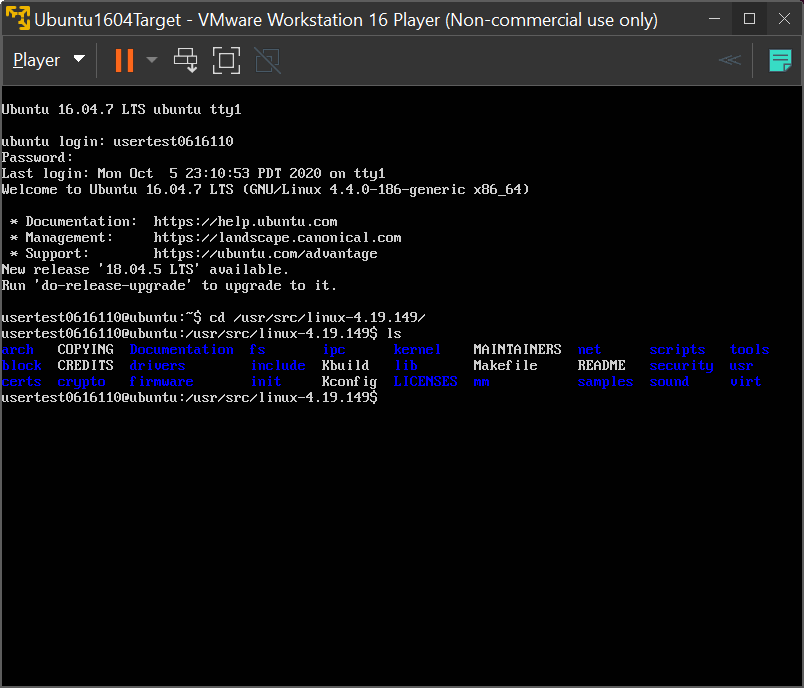 Ubuntu1604Target - VMware Workstation 16 Player (Non-commercial use only)
Player
Ubuntu 16.04.7 LTS ubuntu tty1
ubuntu login: usertest0616110
Password:
Last login: Mon Oct  5 23:10:53 PDT 2020 on tty1
Welcome to Ubuntu 16.04.7 LTS (GNU/Linux 4.4.0-186-generic x86_64)
 * Documentation:  https://help.ubuntu.com
 * Management:     https://landscape.canonical.com
 * Support:        https://ubuntu.com/advantage
New release '18.04.5 LTS' available.
Run 'do-release-upgrade' to upgrade to it.
usertest0616110@ubuntu:~$ cd /usr/src/linux-4.19.149/
usertest0616110@ubuntu:/usr/src/linux-4.19.149$ ls
arch   COPYING  Documentation  fs       ipc      kernel    MAINTAINERS  net      scripts   tools
block  CREDITS  drivers        include  Kbuild   lib       Makefile     README   security  usr
certs  crypto   firmware       init     Kconfig  LICENSES  mm           samples  sound     virt
usertest0616110@ubuntu:/usr/src/linux-4.19.149$